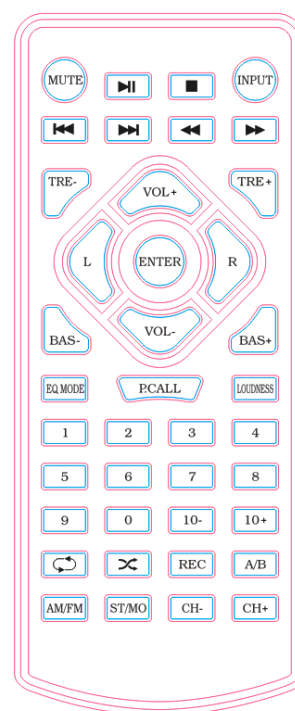 MUTE INPUT
TRE- VOL+ TRE+
L ENTER R
BAS- VOL- BAS+
EQ MODE P.CALL LOUDNESS
1 2 3 4
5 6 7 8
9 0 10- 10+
REC A/B
AM/FM ST/MO CH- CH+